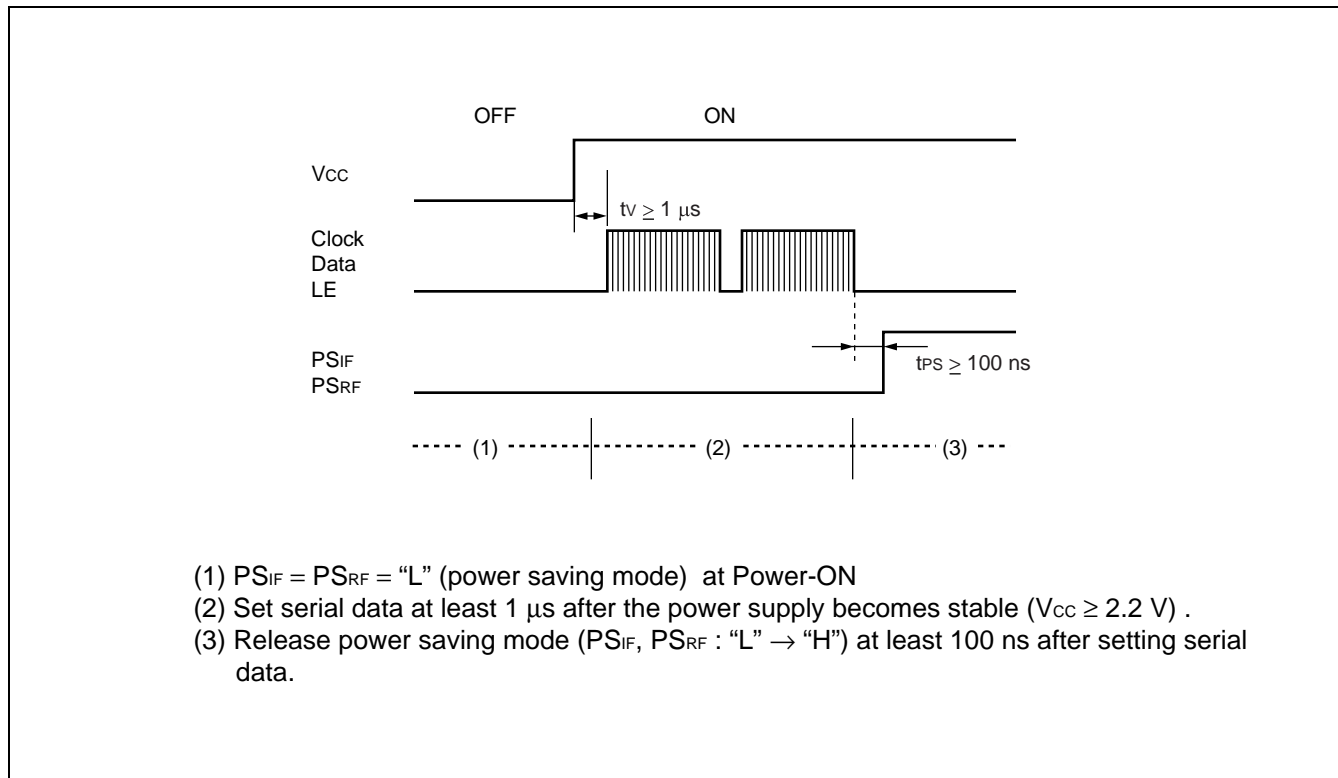 OFF ON
VCC
tV ≥ 1 μs
Clock
Data
LE
PSIF
PSRF
tPS ≥ 100 ns
(1) (2) (3)
(1) PSIF = PSRF = “L” (power saving mode) at Power-ON
(2) Set serial data at least 1 μs after the power supply becomes stable (VCC ≥ 2.2 V) .
(3) Release power saving mode (PSIF, PSRF : “L” → “H”) at least 100 ns after setting serial
data.